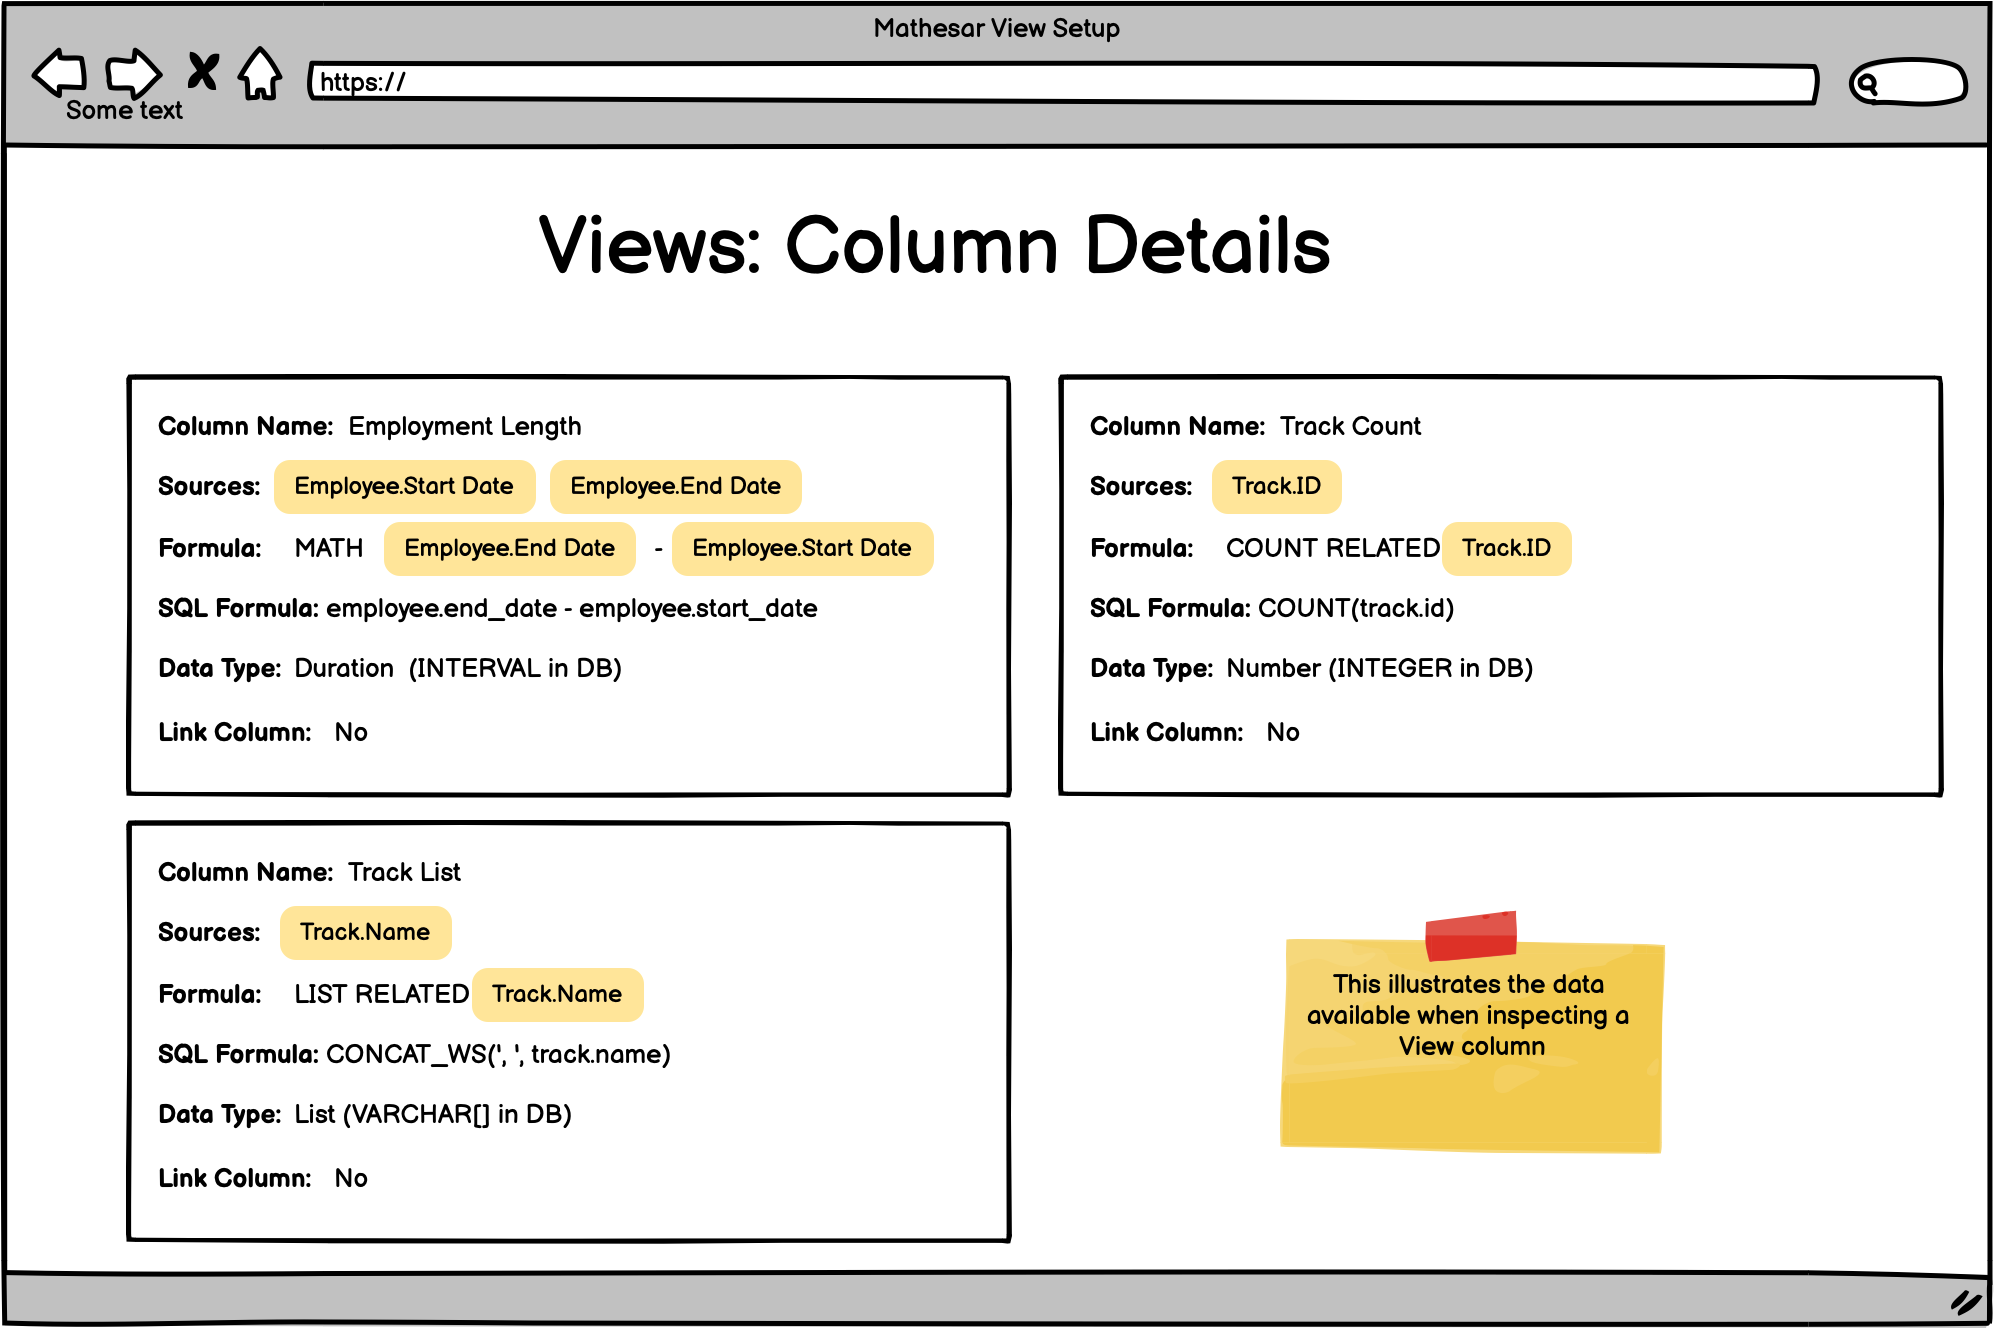 Mathesar View Setup
https://
Some text
Views: Column Details
Column Name: Employment Length
Sources: Employee.Start Date Employee.End Date
Formula: MATH Employee.End Date - Employee.Start Date
SQL Formula: employee.end_date - employee.start_date
Data Type: Duration (INTERVAL in DB)
Link Column: No
Column Name: Track Count
Sources: Track.ID
Formula: COUNT RELATED Track.ID
SQL Formula: COUNT(track.id)
Data Type: Number (INTEGER in DB)
Link Column: No
Column Name: Track List
Sources: Track.Name
Formula: LIST RELATED Track.Name
SQL Formula: CONCAT_WS(', ', track.name)
Data Type: List (VARCHAR[] in DB)
Link Column: No
This illustrates the data
available when inspecting a
View column